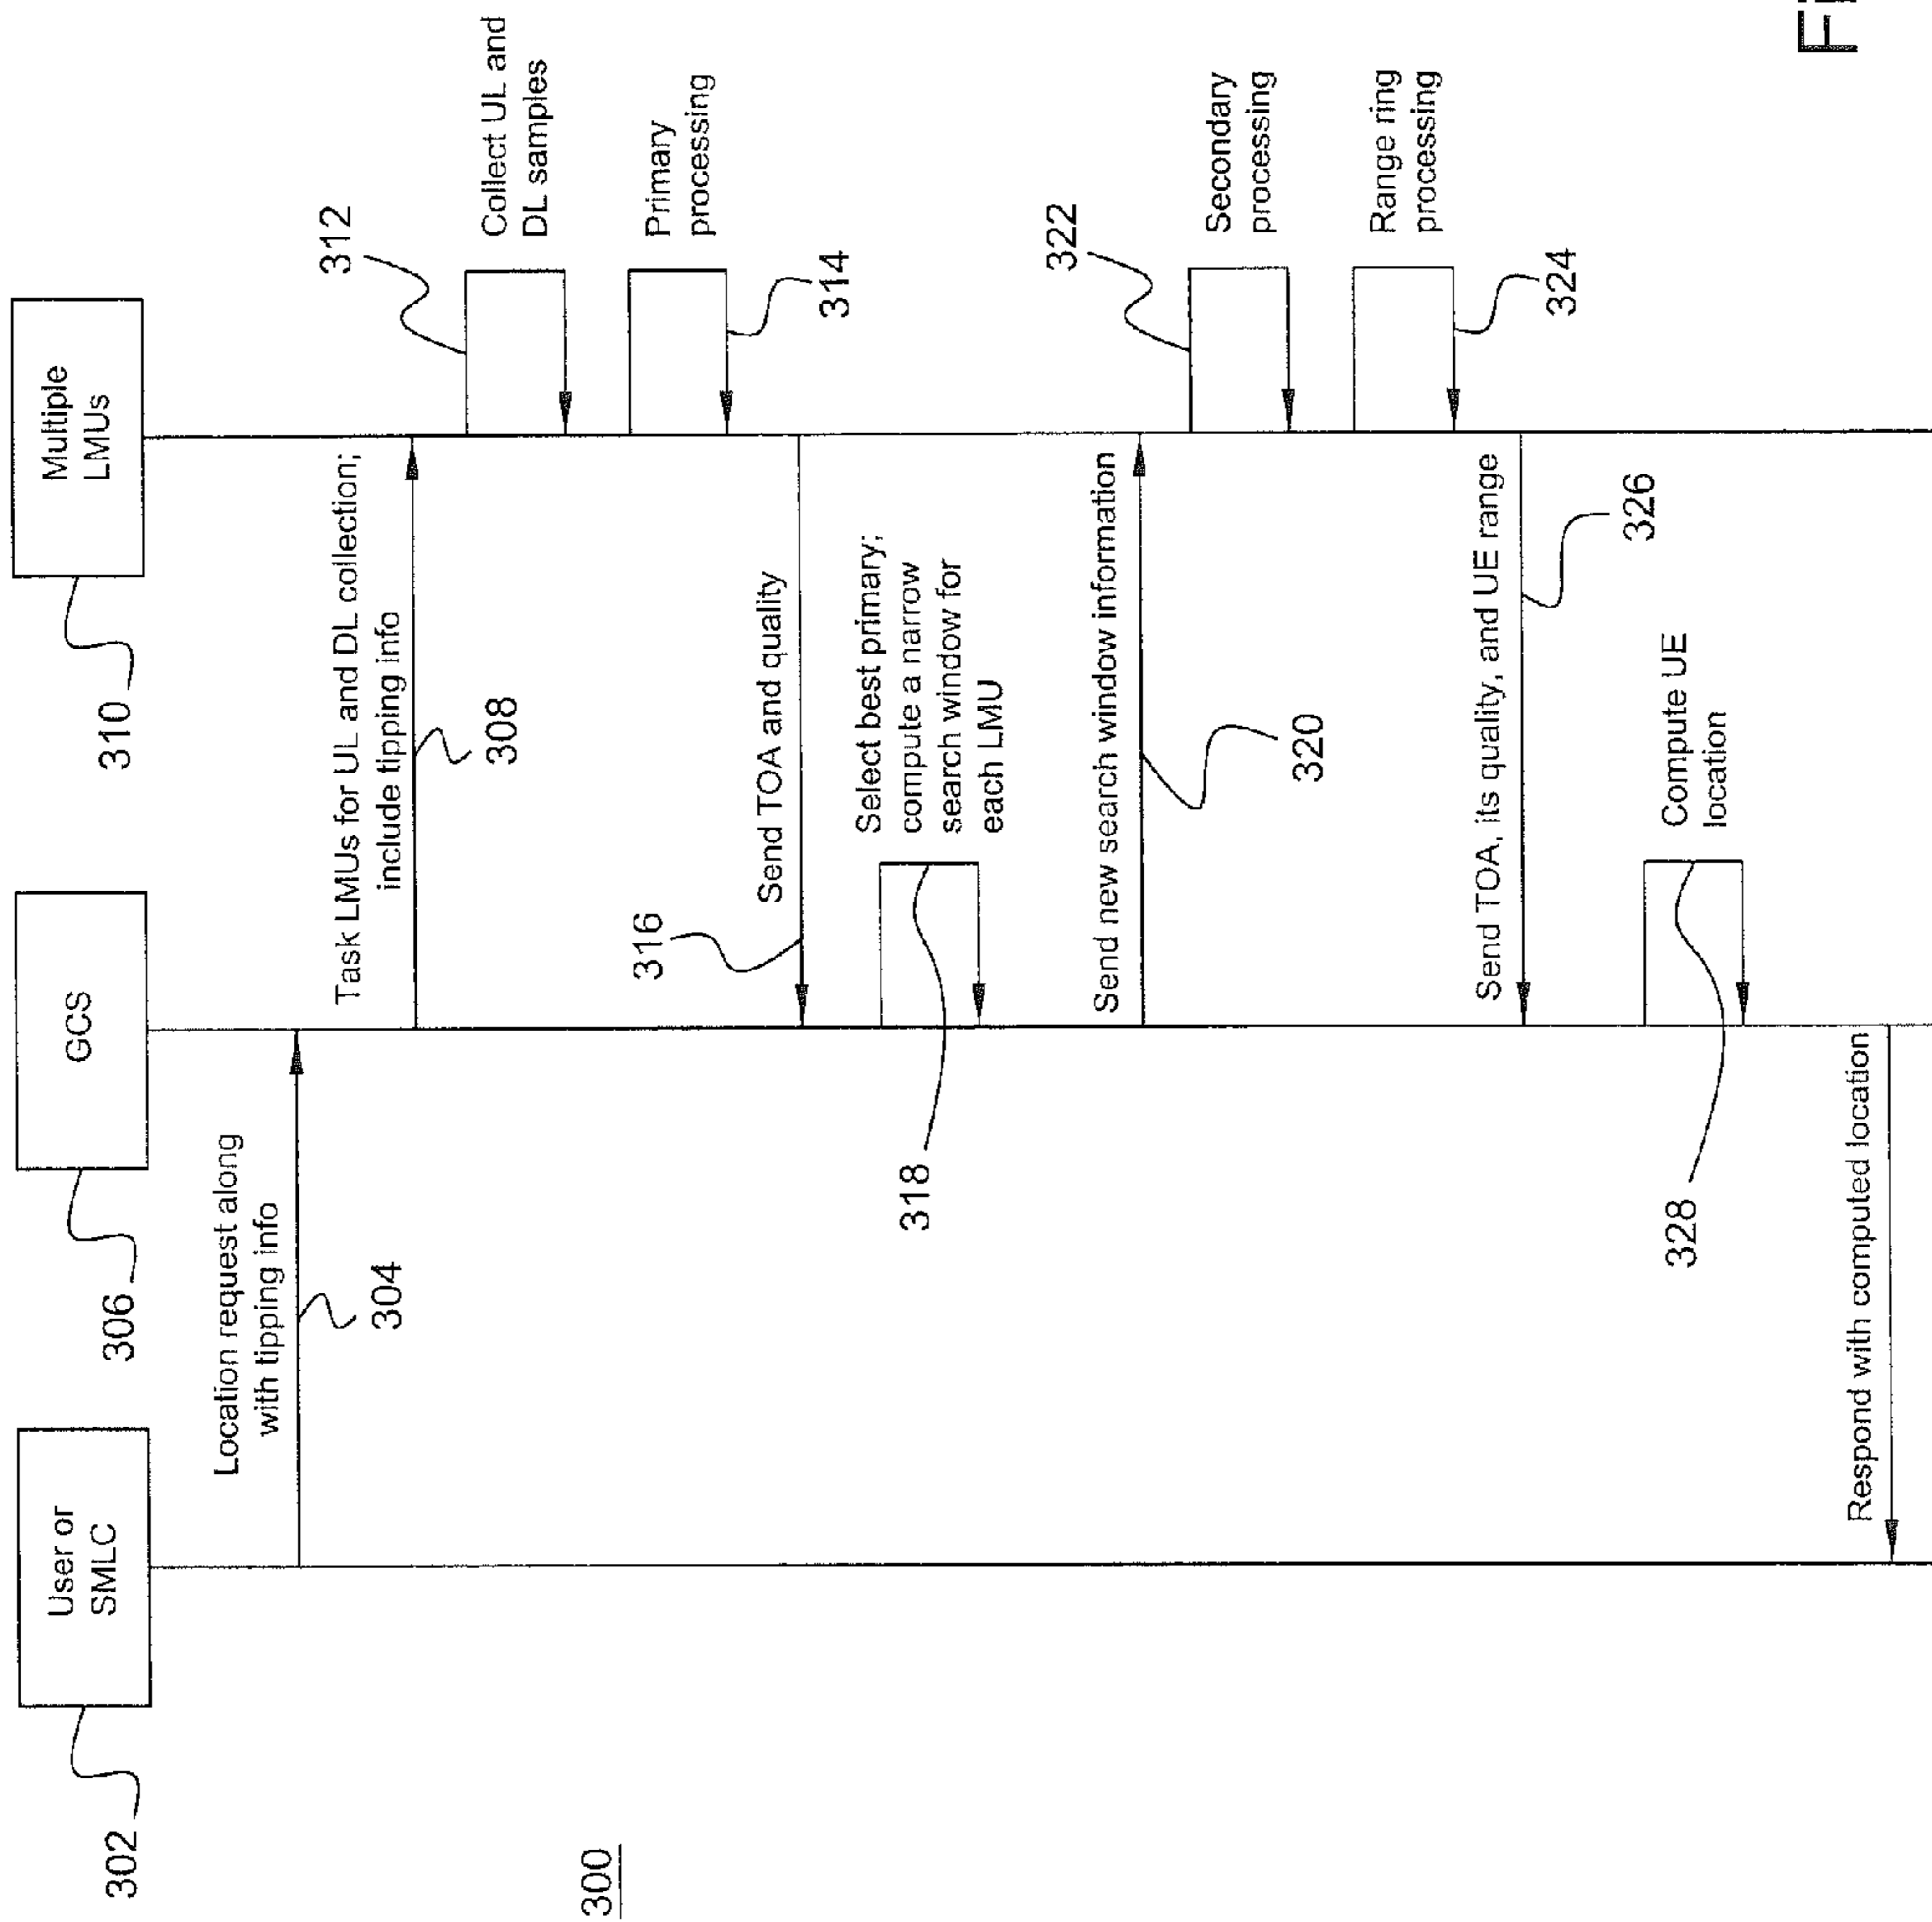 300
302
User or
SMLC
306
GCS
310
Multiple
LMUs
Location request along
with tipping info
304
Task LMUs for UL and DL collection;
include tipping info
308
312
Collect UL and
DL samples
Primary
processing
314
Send TOA and quality
316
Select best primary;
compute a narrow
search window for
each LMU
318
Send new search window information
320
322
Secondary
processing
Range ring
processing
324
Send TOA, its quality, and UE range
326
Compute UE
location
328
Respond with computed location